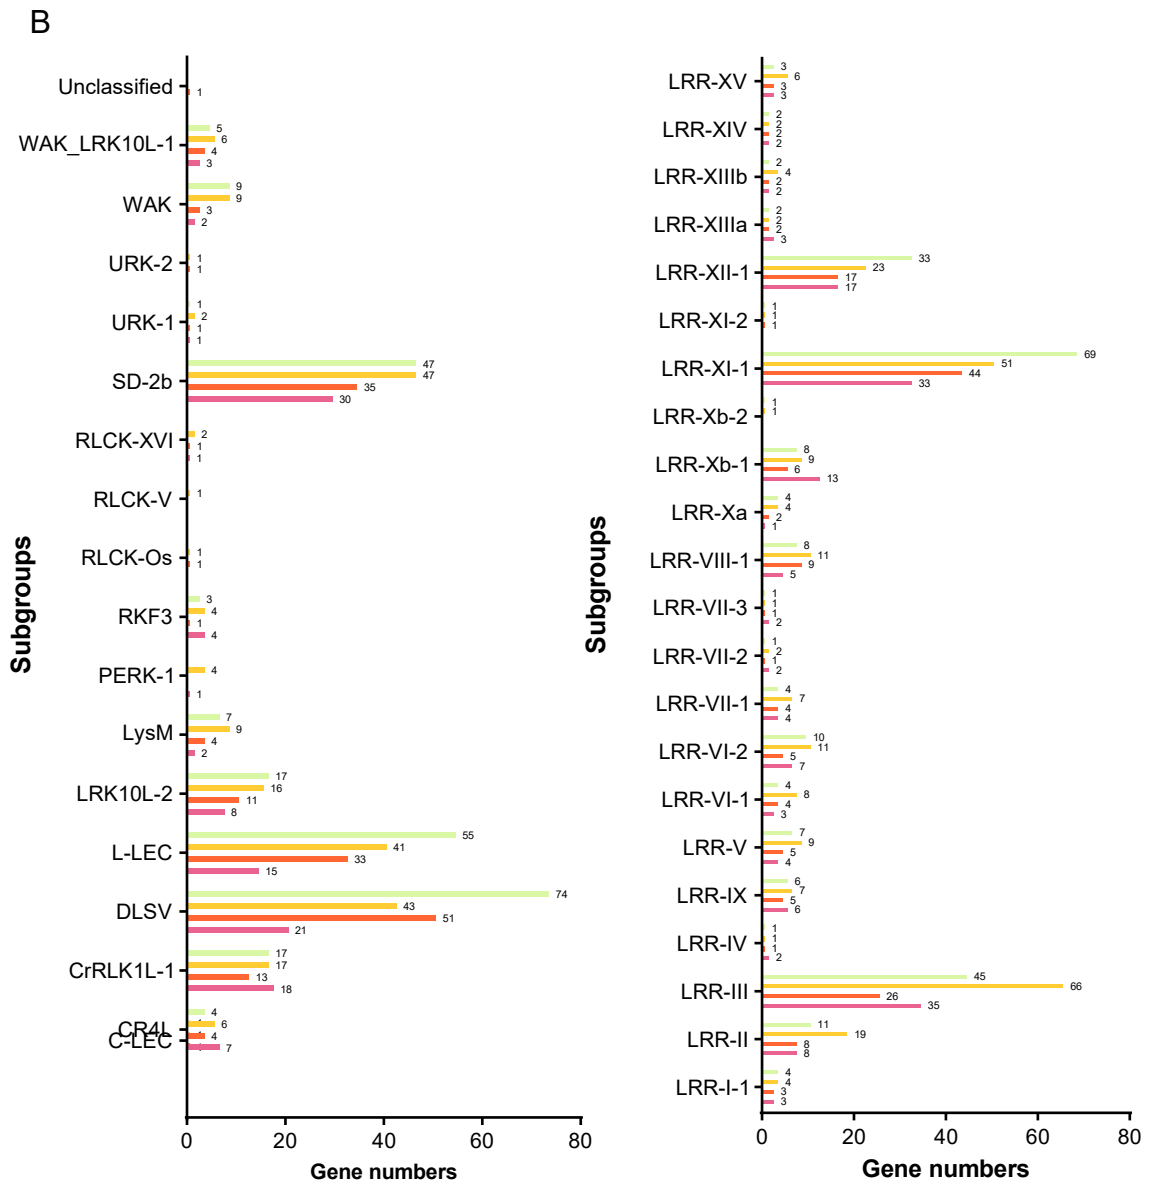 B
Unclassified
1
WAK_LRK10L-1
5
6
4
3
WAK
9
9
3
2
URK-2
1
1
URK-1
1
2
1
1
SD-2b
47
47
35
30
RLCK-XVI
2
1
1
RLCK-V
1
RLCK-Os
1
1
RKF3
3
4
1
4
PERK-1
4
1
LysM
7
9
4
2
LRK10L-2
17
16
11
8
L-LEC
55
41
33
15
DLSV
74
43
51
21
CrRLK1L-1
17
17
13
18
CR4L
C-LEC
4
6
4
7
0 20 40 60 80
Gene numbers
Subgroups
LRR-XV
3
6
3
3
LRR-XIV
2
2
2
2
LRR-XIIIb
2
4
2
2
LRR-XIIIa
2
2
2
3
LRR-XII-1
33
23
17
17
LRR-XI-2
1
1
1
LRR-XI-1
69
51
44
33
LRR-Xb-2
1
1
LRR-Xb-1
8
9
6
13
LRR-Xa
4
4
2
1
LRR-VIII-1
8
11
9
5
LRR-VII-3
1
1
1
2
LRR-VII-2
1
2
1
2
LRR-VII-1
4
7
4
4
LRR-VI-2
10
11
5
7
LRR-VI-1
4
8
4
3
LRR-V
7
9
5
4
LRR-IX
6
7
5
6
LRR-IV
1
1
1
2
LRR-III
45
66
26
35
LRR-II
11
19
8
8
LRR-I-1
4
4
3
3
0 20 40 60 80
Gene numbers
Subgroups